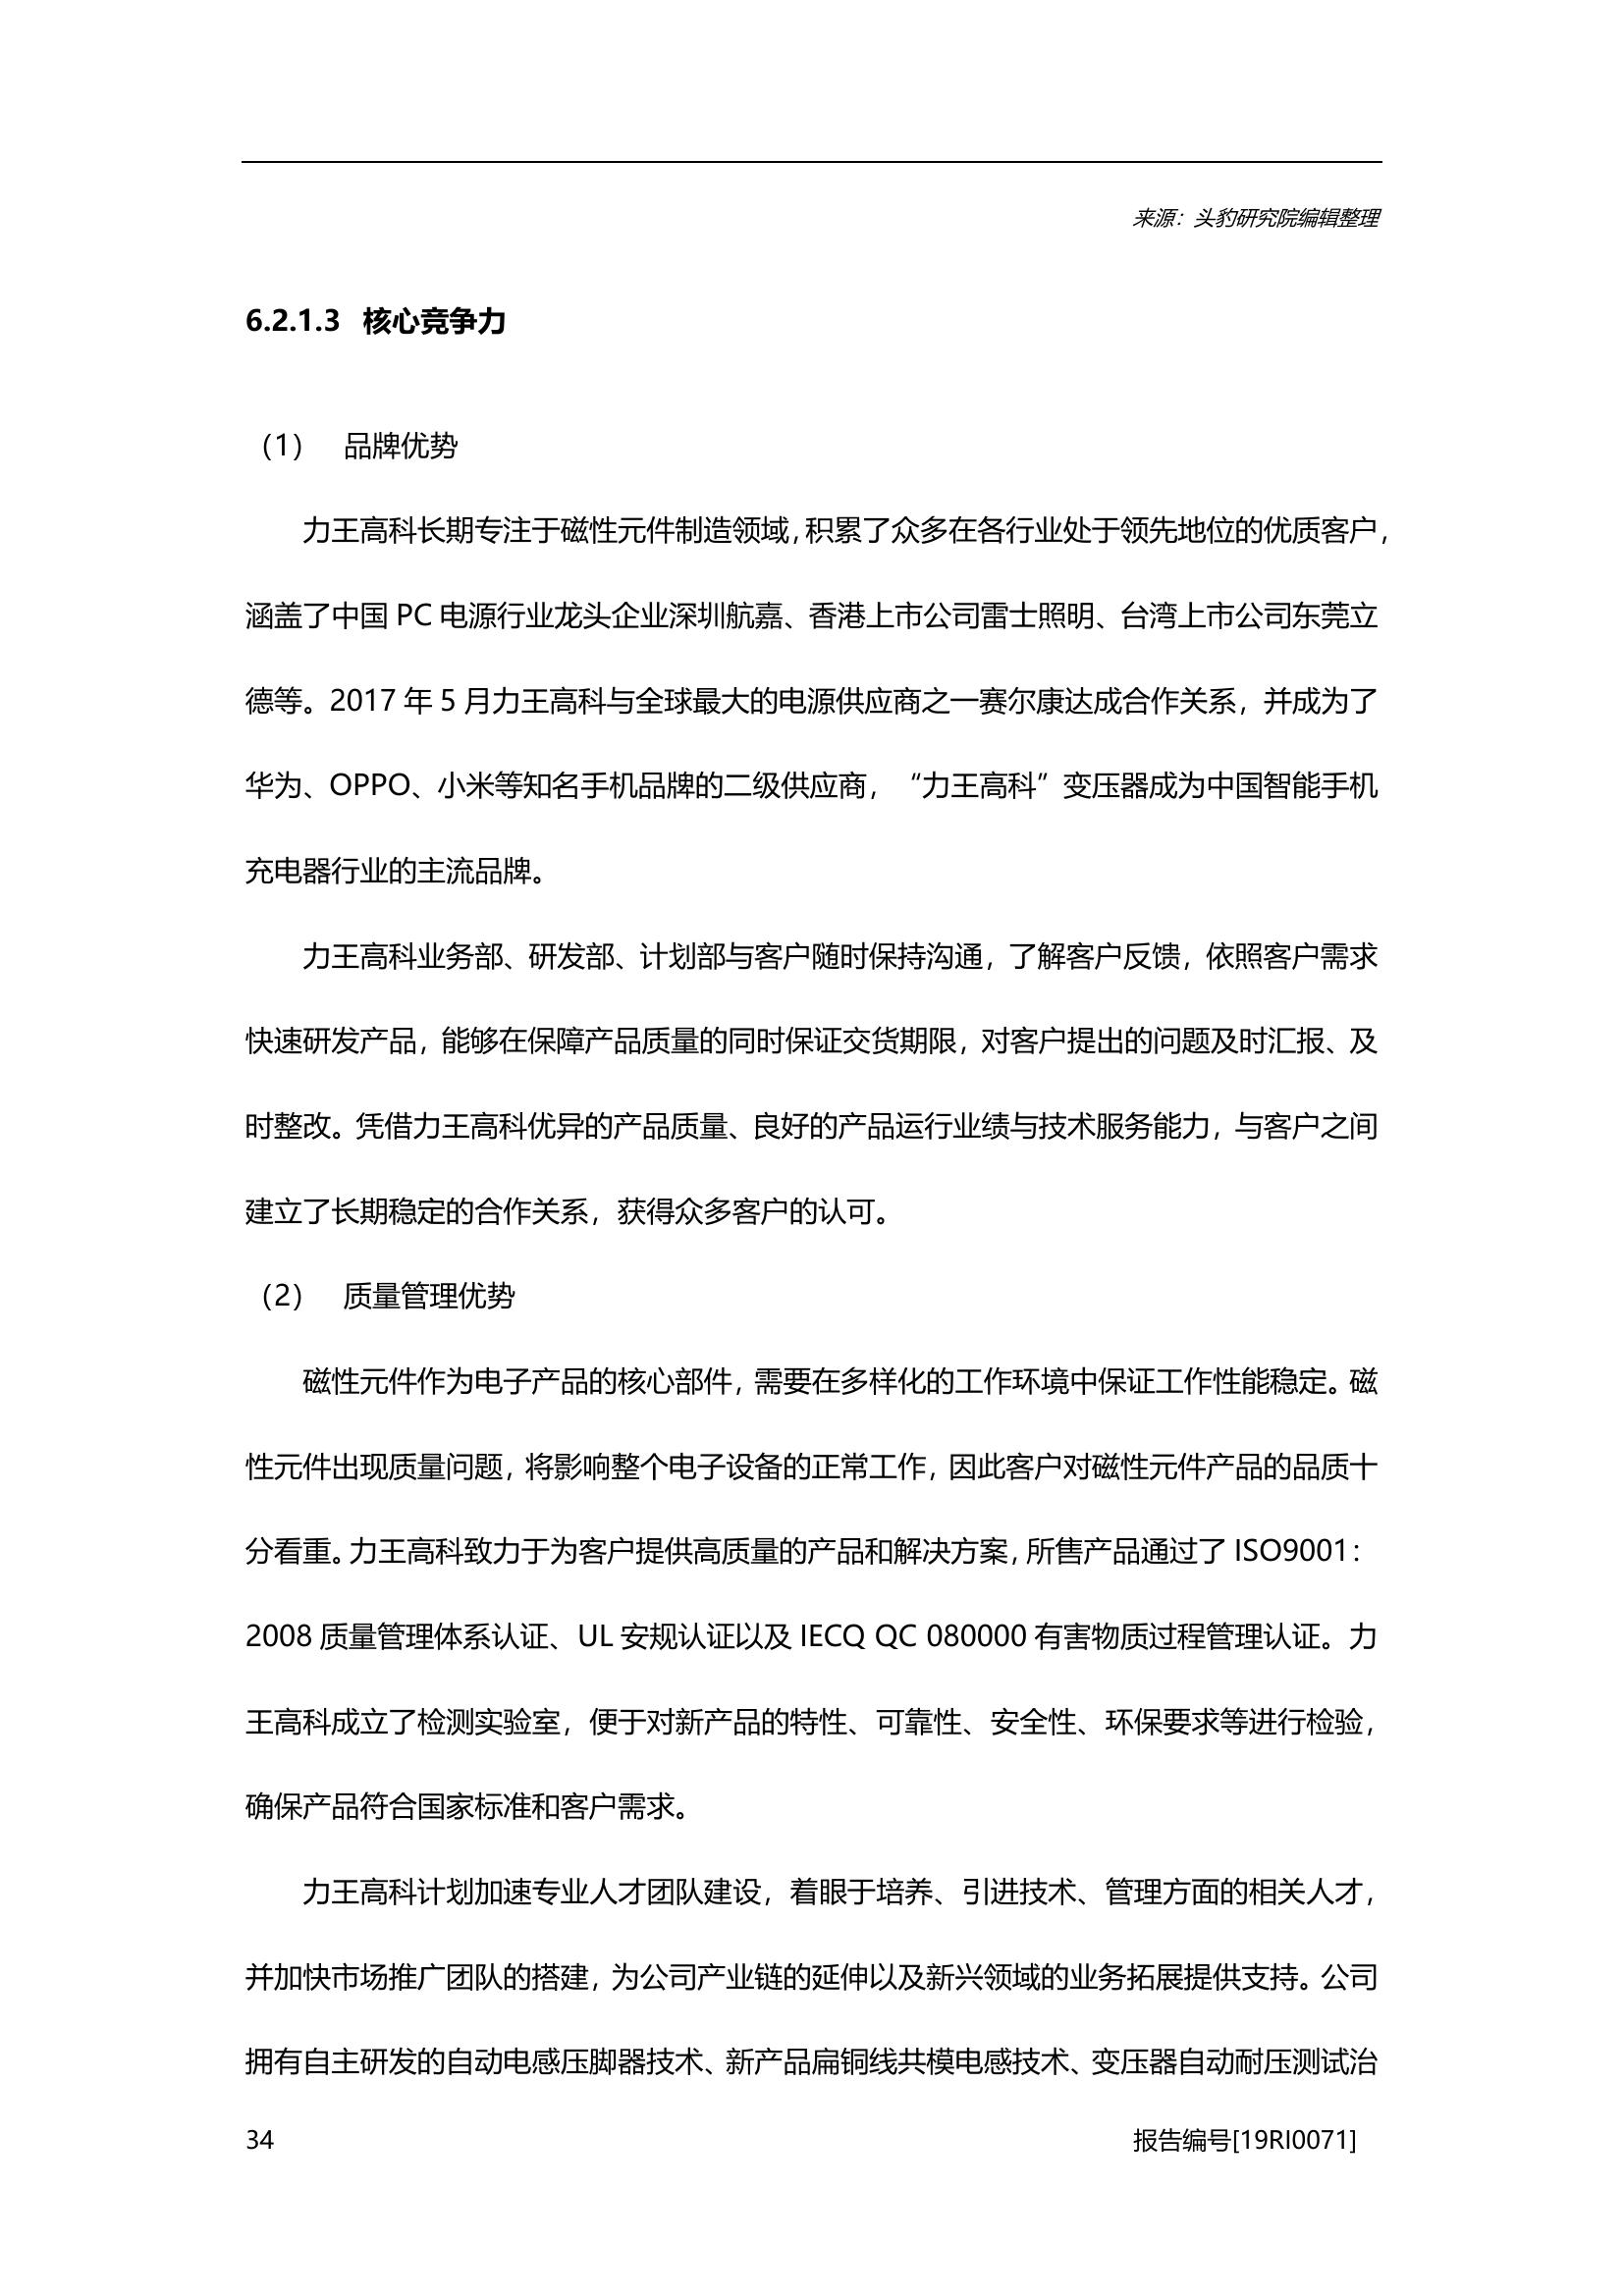 来源：头豹研究院编辑整理
6.2.1.3 核心竞争力
（1） 品牌优势
力王高科长期专注于磁性元件制造领域，积累了众多在各行业处于领先地位的优质客户，
涵盖了中国 PC 电源行业龙头企业深圳航嘉、香港上市公司雷士照明、台湾上市公司东莞立
德等。2017 年 5 月力王高科与全球最大的电源供应商之一赛尔康达成合作关系，并成为了
华为、OPPO、小米等知名手机品牌的二级供应商，“力王高科”变压器成为中国智能手机
充电器行业的主流品牌。
力王高科业务部、研发部、计划部与客户随时保持沟通，了解客户反馈，依照客户需求
快速研发产品，能够在保障产品质量的同时保证交货期限，对客户提出的问题及时汇报、及
时整改。凭借力王高科优异的产品质量、良好的产品运行业绩与技术服务能力，与客户之间
建立了长期稳定的合作关系，获得众多客户的认可。
（2） 质量管理优势
磁性元件作为电子产品的核心部件，需要在多样化的工作环境中保证工作性能稳定。磁
性元件出现质量问题，将影响整个电子设备的正常工作，因此客户对磁性元件产品的品质十
分看重。力王高科致力于为客户提供高质量的产品和解决方案，所售产品通过了 ISO9001：
2008 质量管理体系认证、UL 安规认证以及 IECQ QC 080000 有害物质过程管理认证。力
王高科成立了检测实验室，便于对新产品的特性、可靠性、安全性、环保要求等进行检验，
确保产品符合国家标准和客户需求。
力王高科计划加速专业人才团队建设，着眼于培养、引进技术、管理方面的相关人才，
并加快市场推广团队的搭建，为公司产业链的延伸以及新兴领域的业务拓展提供支持。公司
拥有自主研发的自动电感压脚器技术、新产品扁铜线共模电感技术、变压器自动耐压测试治
34 报告编号[19RI0071]